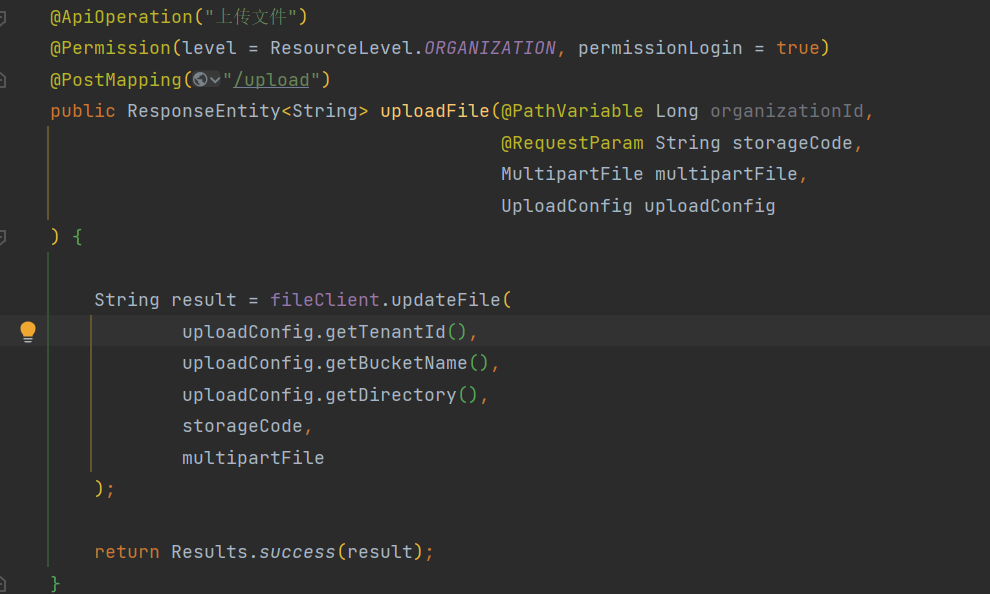 @ApiOperation("上传文件")
@Permission(level = ResourceLevel.ORGANIZATION, permissionLogin = true)
@PostMapping("/upload")
public ResponseEntity<String> uploadFile(@PathVariable Long organizationId,
@RequestParam String storageCode,
MultipartFile multipartFile,
UploadConfig uploadConfig
) {
String result = fileClient.updateFile(
uploadConfig.getTenantId(),
uploadConfig.getBucketName(),
uploadConfig.getDirectory(),
storageCode,
multipartFile
);
return Results.success(result);
}